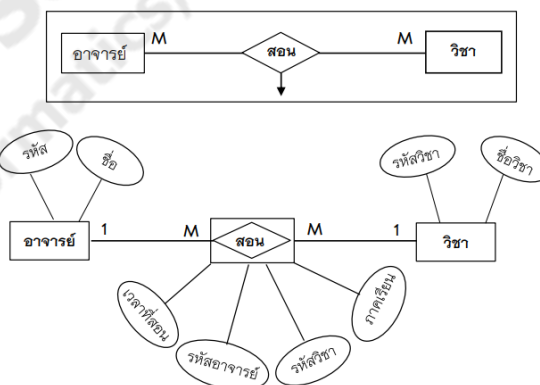 อาจารย์ M สอน M วิชา
รหัส ชื่อ รหัสวิชา ชื่อวิชา
อาจารย์ 1 M สอน M 1 วิชา
เวลาที่สอน รหัสอาจารย์ รหัสวิชา ภาคเรียน